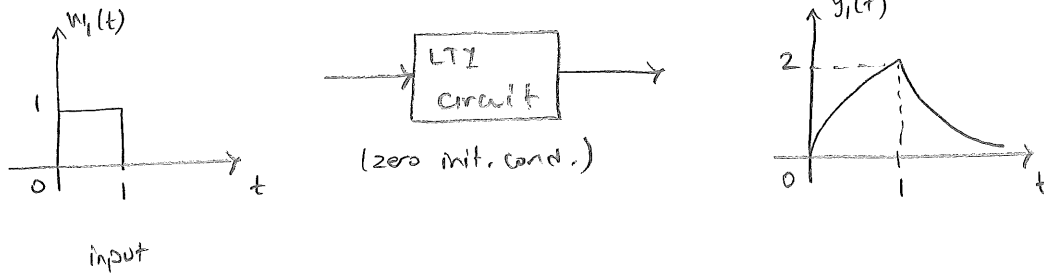 w₁(t)
1
0
1
t
input
LTI
circuit
(zero init. cond.)
y₁(t)
2
0
1
t